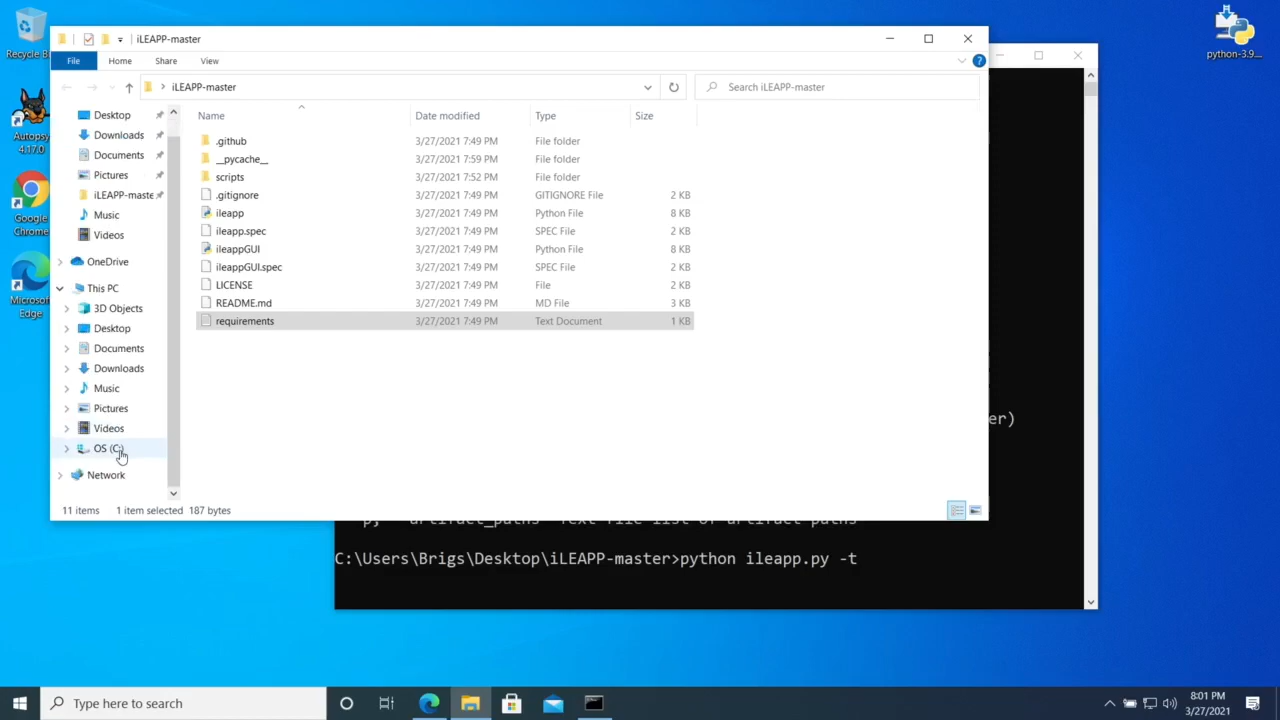 Recycle B
iLEAPP-master
File
Home
Share
View
iLEAPP-master
Search iLEAPP-master
Name
Date modified
Type
Size
Desktop
Downloads
Documents
Pictures
iLEAPP-maste
Music
Videos
OneDrive
This PC
3D Objects
Desktop
Documents
Downloads
Music
Pictures
Videos
OS (C:)
Network
.github 3/27/2021 7:49 PM File folder
__pycache__ 3/27/2021 7:59 PM File folder
scripts 3/27/2021 7:52 PM File folder
.gitignore 3/27/2021 7:49 PM GITIGNORE File 2 KB
ileapp 3/27/2021 7:49 PM Python File 8 KB
ileapp.spec 3/27/2021 7:49 PM SPEC File 2 KB
ileappGUI 3/27/2021 7:49 PM Python File 8 KB
ileappGUI.spec 3/27/2021 7:49 PM SPEC File 2 KB
LICENSE 3/27/2021 7:49 PM File 2 KB
README.md 3/27/2021 7:49 PM MD File 3 KB
requirements 3/27/2021 7:49 PM Text Document 1 KB
11 items
1 item selected 187 bytes
Autopsy
4.17.0
Google
Chrome
Microsof
Edge
python-3.9...
er)
C:\Users\Brigs\Desktop\iLEAPP-master>python ileapp.py -t
Type here to search
8:01 PM
3/27/2021